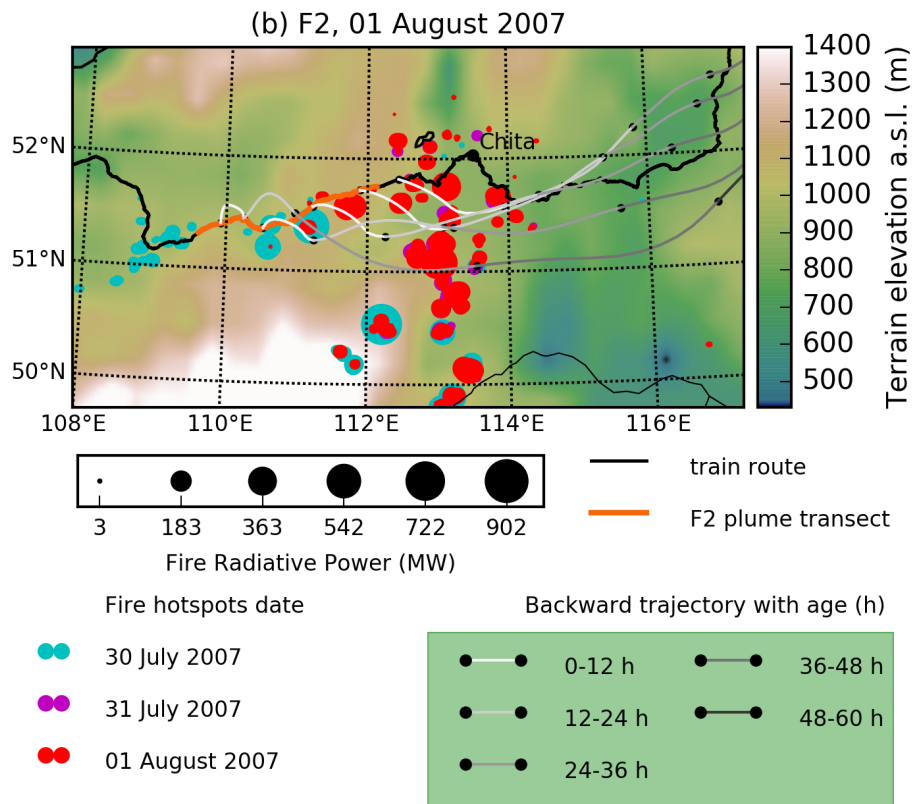 (b) F2, 01 August 2007
52°N
51°N
50°N
108°E 110°E 112°E 114°E 116°E
Chita
1400
1300
1200
1100
1000
900
800
700
600
500
Terrain elevation a.s.l. (m)
3 183 363 542 722 902
Fire Radiative Power (MW)
train route
F2 plume transect
Fire hotspots date
30 July 2007
31 July 2007
01 August 2007
Backward trajectory with age (h)
0-12 h
12-24 h
24-36 h
36-48 h
48-60 h